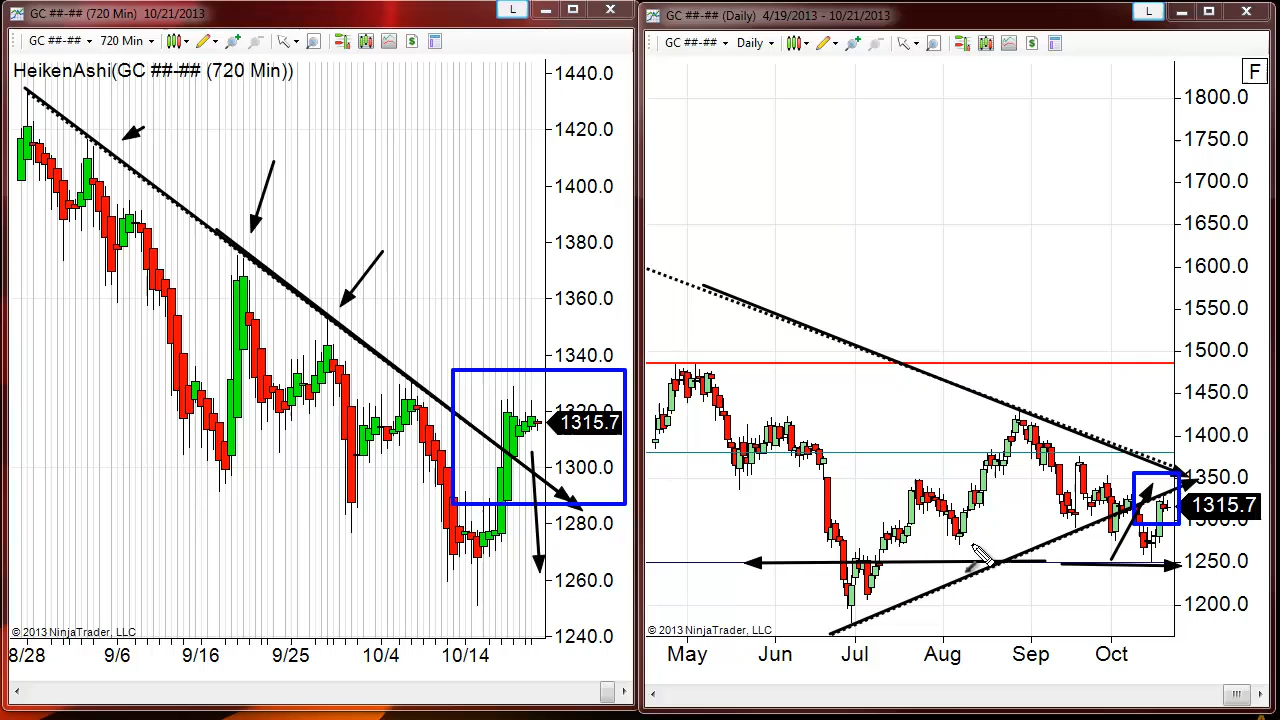 GC ##-## (720 Min) 10/21/2013
L
GC ##-## 720 Min
HeikenAshi(GC ##-## (720 Min))
1440.0
1420.0
1400.0
1380.0
1360.0
1340.0
1315.7
1300.0
1280.0
1260.0
1240.0
© 2013 NinjaTrader, LLC
8/28 9/6 9/16 9/25 10/4 10/14
GC ##-## (Daily) 4/19/2013 - 10/21/2013
L
GC ##-## Daily
F
1800.0
1750.0
1700.0
1650.0
1600.0
1550.0
1500.0
1450.0
1400.0
1350.0
1315.7
1300.0
1250.0
1200.0
© 2013 NinjaTrader, LLC
May Jun Jul Aug Sep Oct